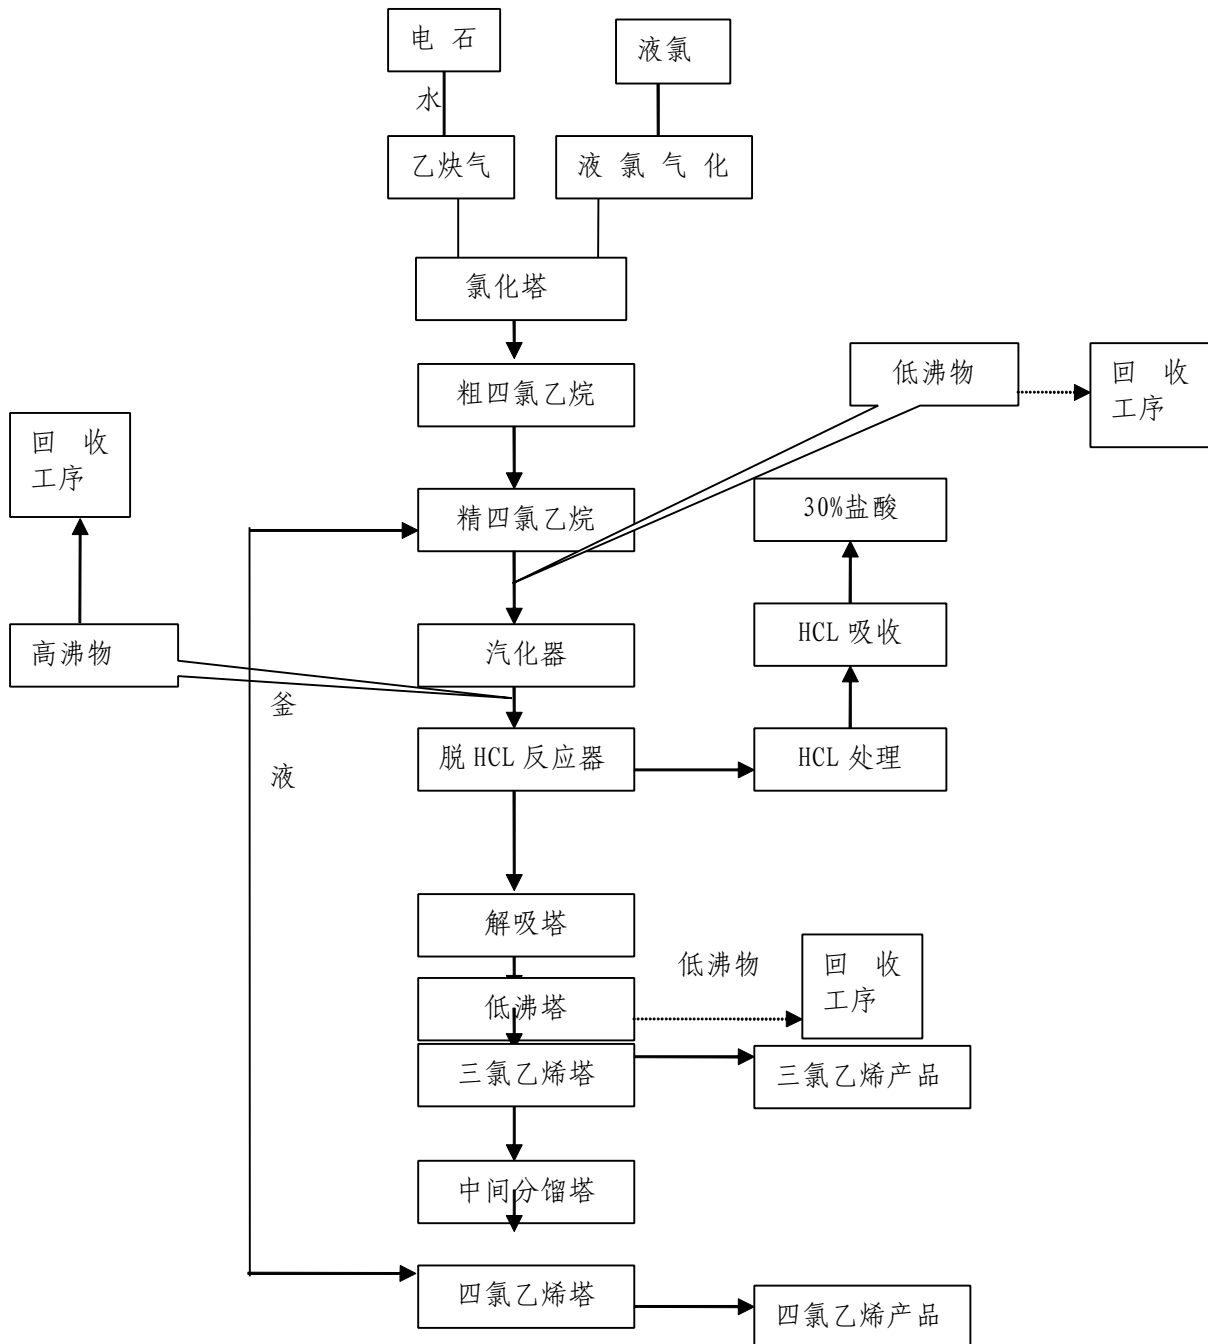 电 石
液氯
水
乙炔气
液 氯 气 化
氯化塔
粗四氯乙烷
低沸物
回 收
工序
回 收
工序
精四氯乙烷
30%盐酸
高沸物
汽化器
HCL 吸收
釜
液
脱 HCL 反应器
HCL 处理
解吸塔
低沸物
回 收
工序
低沸塔
三氯乙烯塔
三氯乙烯产品
中间分馏塔
四氯乙烯塔
四氯乙烯产品